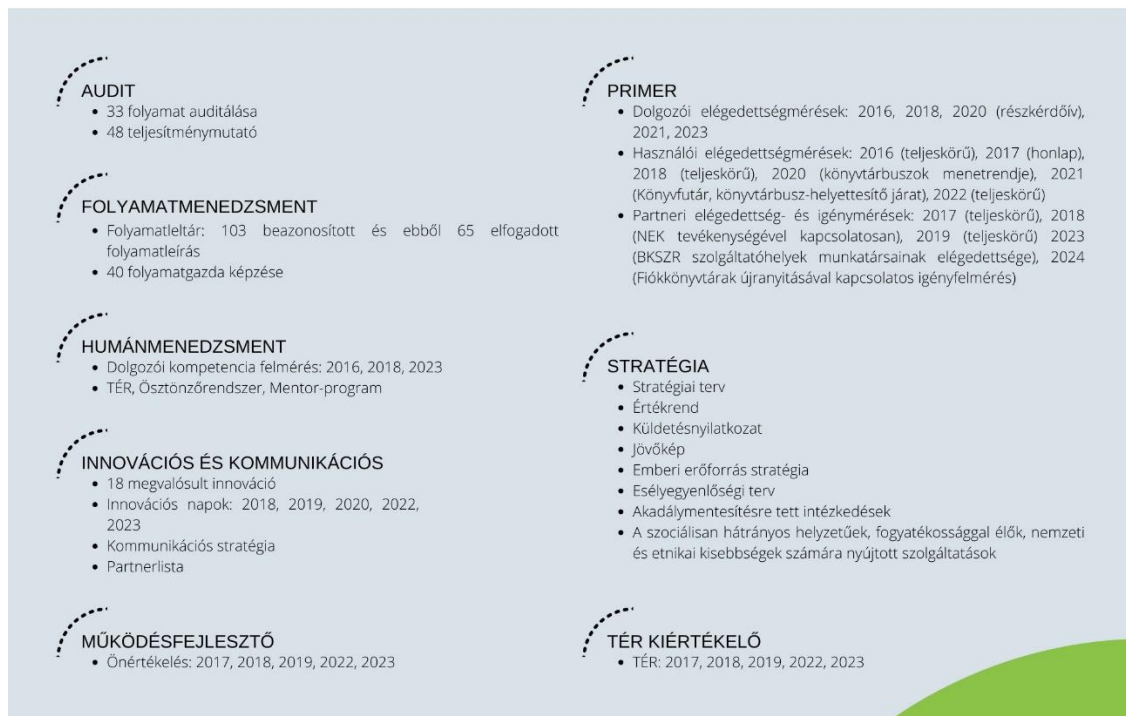 AUDIT
• 33 folyamat auditálása
• 48 teljesítménymutató
FOLYAMATMENEDZSMENT
• Folyamatleltár: 103 beazonosított és ebből 65 elfogadott
folyamatleírás
• 40 folyamatgazda képzése
HUMÁNMENEDZSMENT
• Dolgozói kompetencia felmérés: 2016, 2018, 2023
• TÉR, Ösztönzőrendszer, Mentor-program
INNOVÁCIÓS ÉS KOMMUNIKÁCIÓS
• 18 megvalósult innováció
• Innovációs napok: 2018, 2019, 2020, 2022,
2023
• Kommunikációs stratégia
• Partnerlista
MŰKÖDÉSFEJLESZTŐ
• Önértékelés: 2017, 2018, 2019, 2022, 2023
PRIMER
• Dolgozói elégedettségmérések: 2016, 2018, 2020 (részkérdőív),
2021, 2023
• Használói elégedettségmérések: 2016 (teljeskörű), 2017 (honlap),
2018 (teljeskörű), 2020 (könyvtárbuszok menetrendje), 2021
(Könyvfutár, könyvtárbusz-helyettesítő járat), 2022 (teljeskörű)
• Partneri elégedettség- és igénymérések: 2017 (teljeskörű), 2018
(NEK tevékenységével kapcsolatosan), 2019 (teljeskörű) 2023
(BKSZR szolgáltatóhelyek munkatársainak elégedettsége), 2024
(Fiókkönyvtárak újranyitásával kapcsolatos igényfelmérés)
STRATÉGIA
• Stratégiai terv
• Értékrend
• Küldetésnyilatkozat
• Jövőkép
• Emberi erőforrás stratégia
• Esélyegyenlőségi terv
• Akadálymentesítésre tett intézkedések
• A szociálisan hátrányos helyzetűek, fogyatékossággal élők, nemzeti
és etnikai kisebbségek számára nyújtott szolgáltatások
TÉR KIÉRTÉKELŐ
• TÉR: 2017, 2018, 2019, 2022, 2023